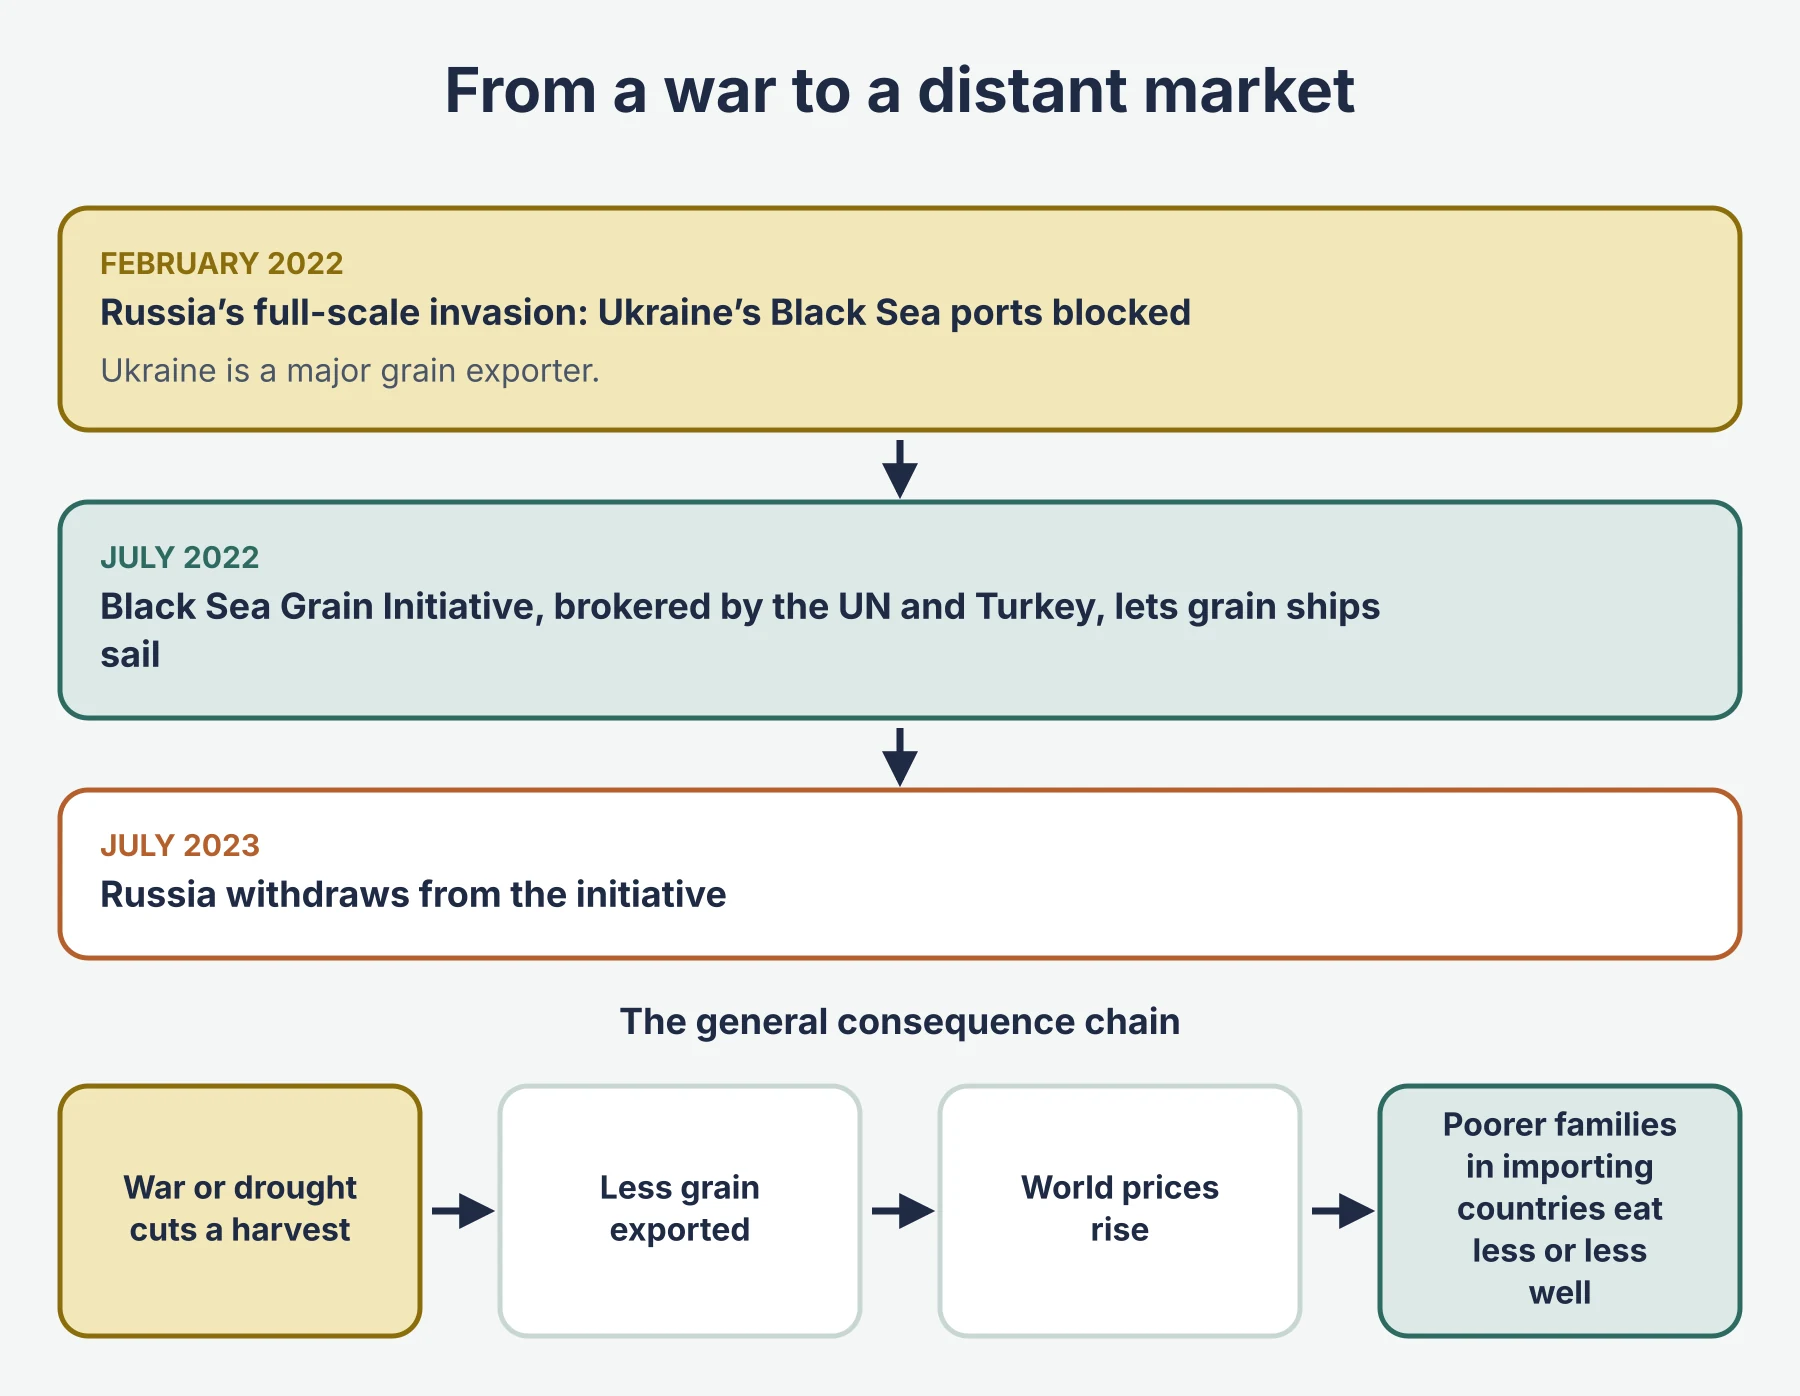 From a war to a distant market
FEBRUARY 2022
Russia’s full-scale invasion: Ukraine’s Black Sea ports blocked
Ukraine is a major grain exporter.
JULY 2022
Black Sea Grain Initiative, brokered by the UN and Turkey, lets grain ships
sail
JULY 2023
Russia withdraws from the initiative
The general consequence chain
War or drought
cuts a harvest
Less grain
exported
World prices
rise
Poorer families
in importing
countries eat
less or less
well